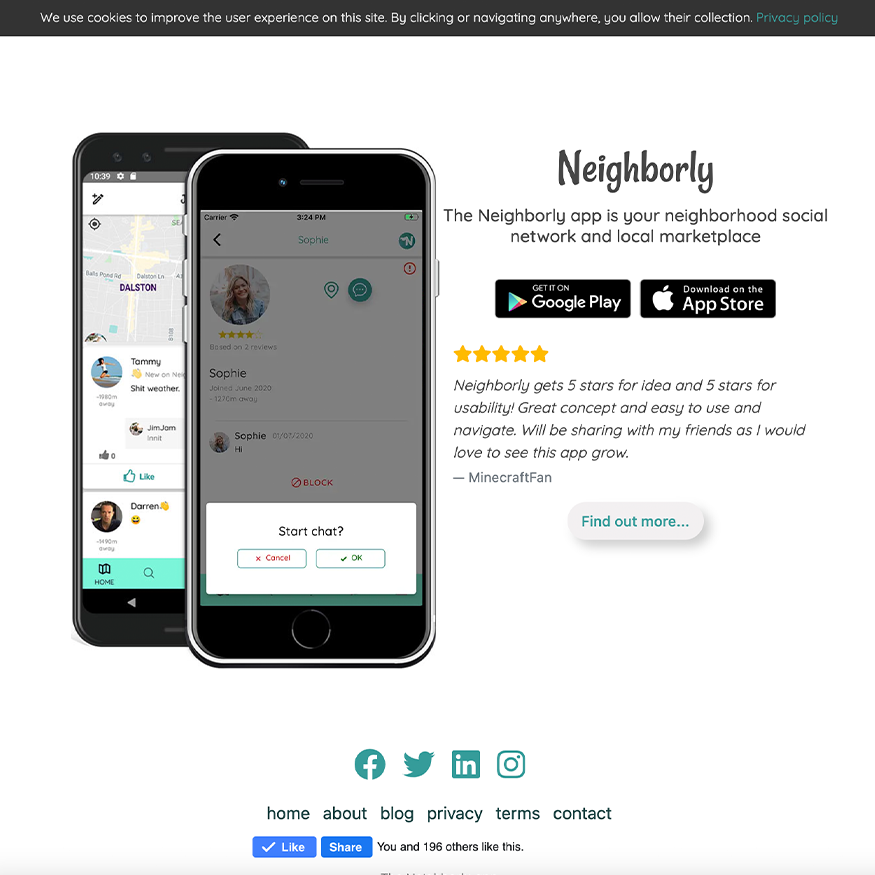 We use cookies to improve the user experience on this site. By clicking or navigating anywhere, you allow their collection. Privacy policy
10:39
Balls Pond Rd
Dalston Ln
DALSTON
Tammy
New on
~1980m
away
Shit weather.
JimJam
Innit
0
Like
Darren
~1490m
away
HOME
Carrier
3:24 PM
Sophie
Based on 2 reviews
Sophie
Joined June 2020
~1270m away
Sophie 01/07/2020
Hi
BLOCK
Start chat?
Cancel
OK
Neighborly
The Neighborly app is your neighborhood social
network and local marketplace
GET IT ON
Google Play
Download on the
App Store
Neighborly gets 5 stars for idea and 5 stars for
usability! Great concept and easy to use and
navigate. Will be sharing with my friends as I would
love to see this app grow.
— MinecraftFan
Find out more...
home about blog privacy terms contact
Like Share You and 196 others like this.